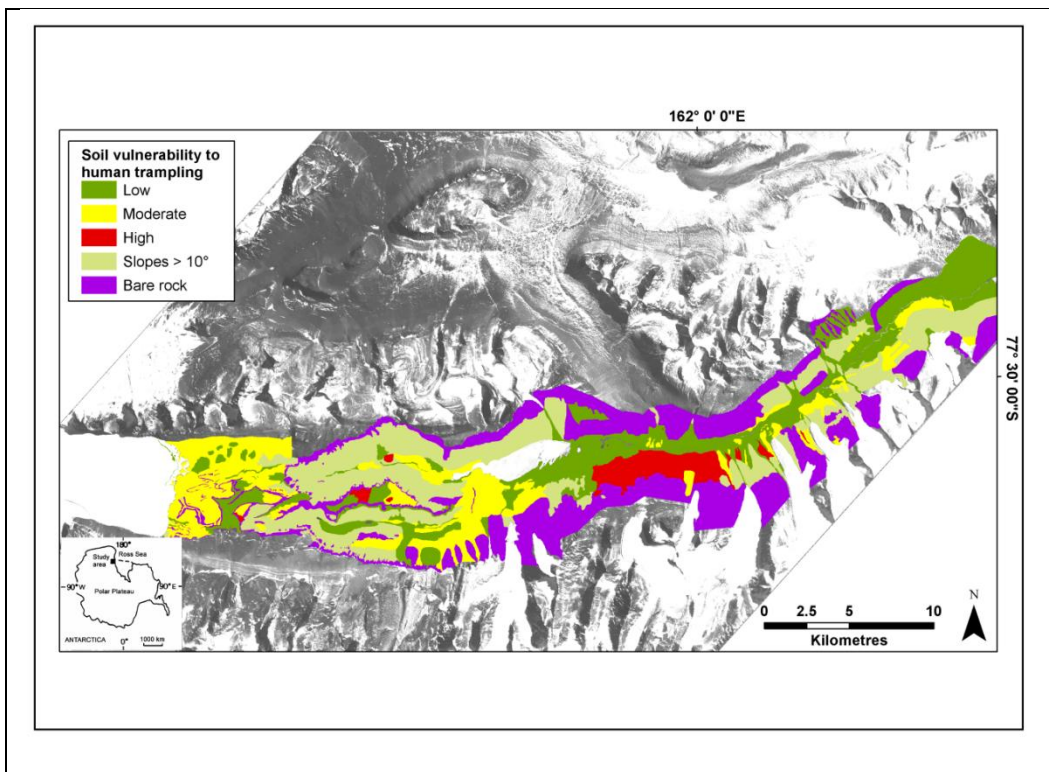 162° 0' 0"E
Soil vulnerability to
human trampling
Low
Moderate
High
Slopes > 10°
Bare rock
77° 30' 00"S
180°
Study
area
Ross Sea
90° W
90° E
Polar Plateau
ANTARCTICA
0°
1000 km
N
0 2.5 5 10
Kilometres